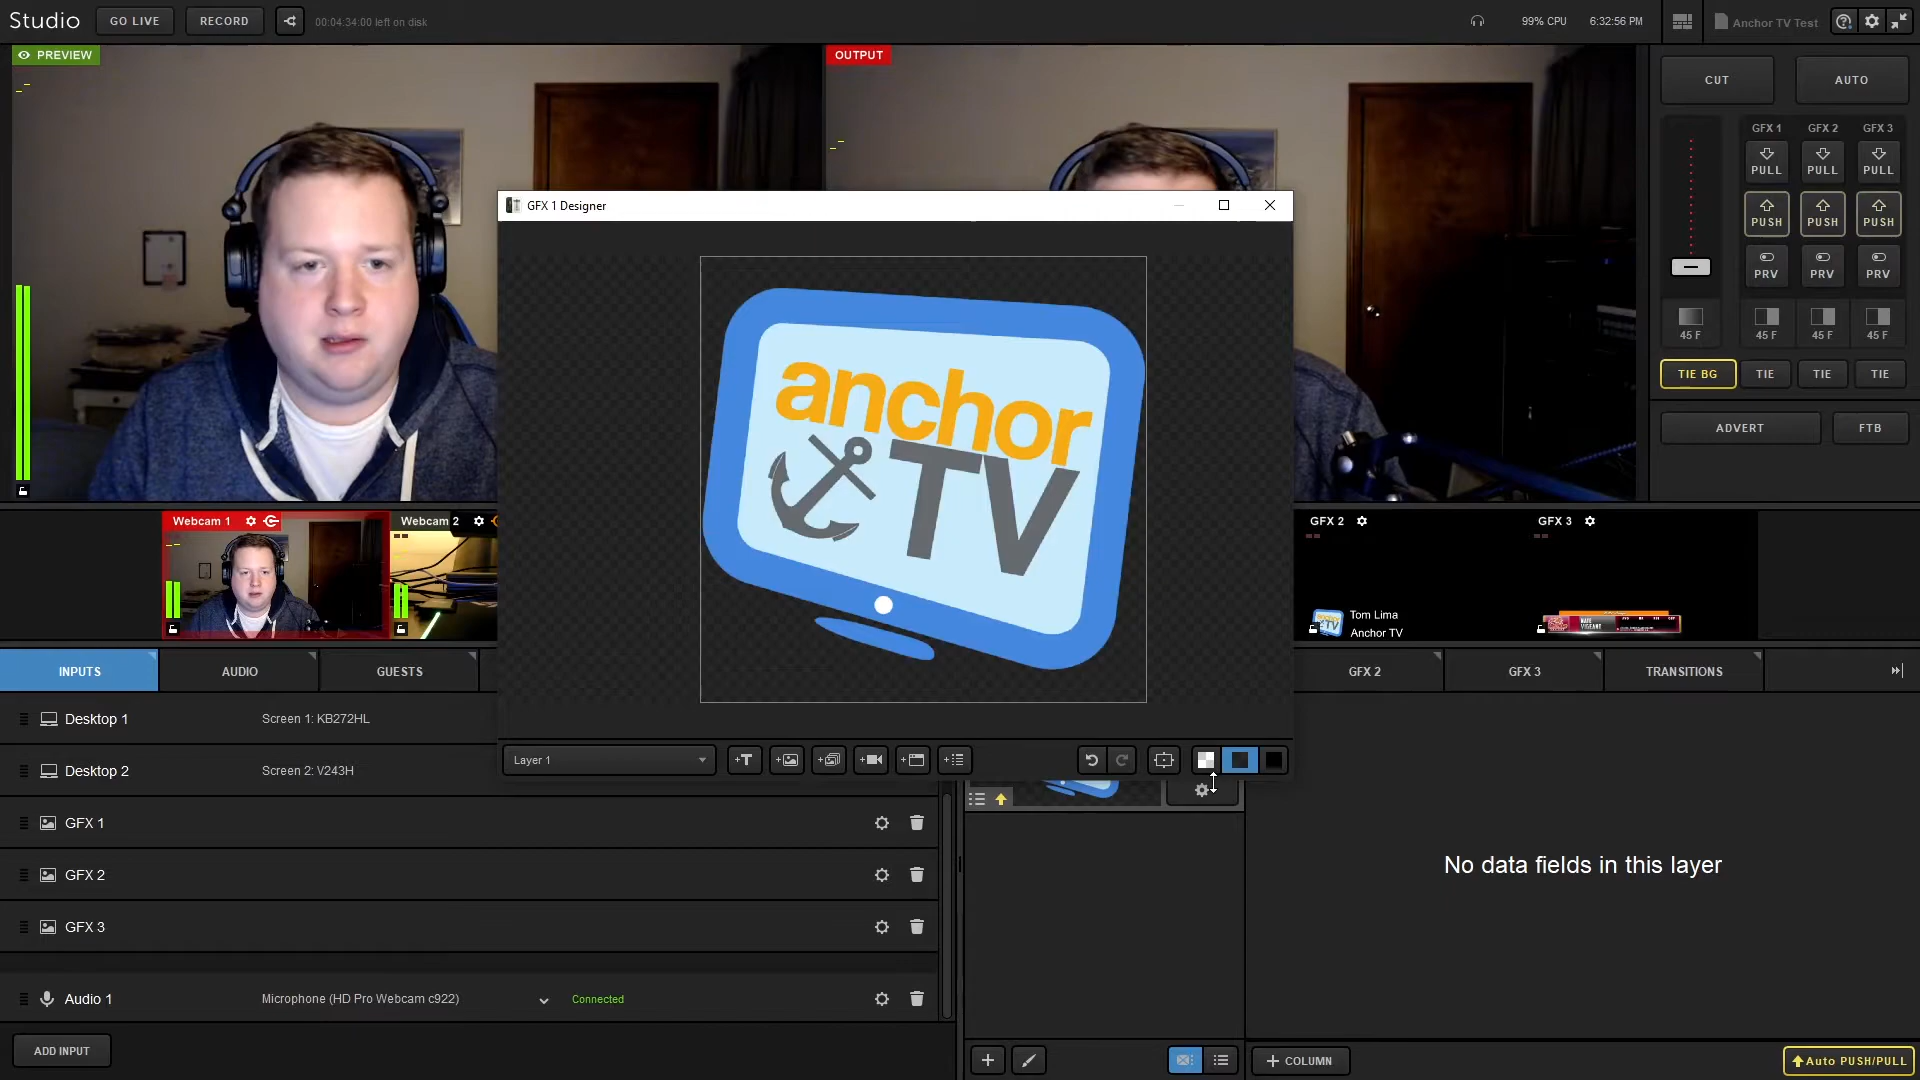 Studio
GO LIVE
RECORD
00:04:34:00 left on disk
99% CPU
6:32:56 PM
Anchor TV Test
PREVIEW
OUTPUT
CUT
AUTO
GFX 1
GFX 2
GFX 3
PULL
PULL
PULL
PUSH
PUSH
PUSH
PRV
PRV
PRV
45 F
45 F
45 F
45 F
TIE BG
TIE
TIE
TIE
ADVERT
FTB
GFX 1 Designer
anchor
TV
Layer 1
+T
Webcam 1
Webcam 2
GFX 2
GFX 3
Tom Lima
Anchor TV
INPUTS
AUDIO
GUESTS
GFX 2
GFX 3
TRANSITIONS
Desktop 1
Screen 1: KB272HL
Desktop 2
Screen 2: V243H
GFX 1
GFX 2
GFX 3
Audio 1
Microphone (HD Pro Webcam c922)
Connected
ADD INPUT
No data fields in this layer
COLUMN
Auto PUSH/PULL